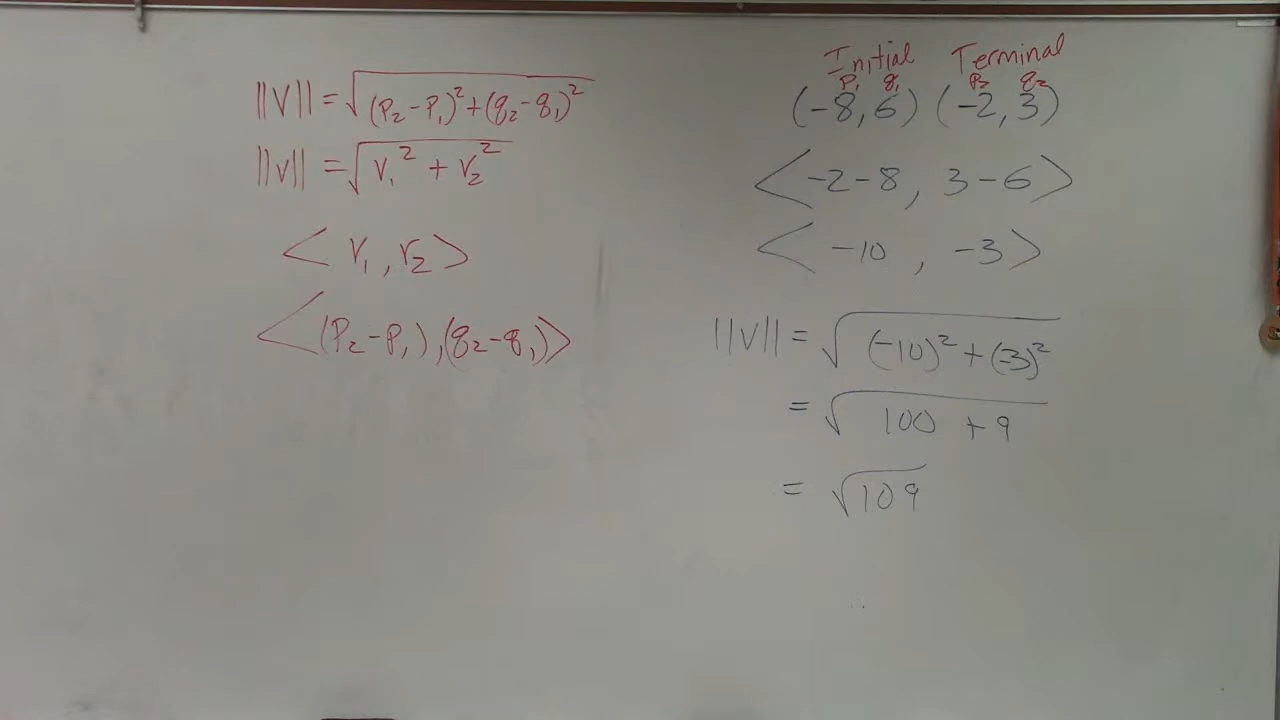 ||V|| = √(p₂-p₁)²+(q₂-q₁)²
||v|| = √v₁² + v₂²
< v₁, v₂ >
<(p₂-p₁),(q₂-q₁)>
Initial Terminal
p₁ q₁ p₂ q₂
(-8,6) (-2,3)
< -2-8, 3-6 >
< -10, -3 >
||v|| = √(-10)²+(-3)²
= √100 + 9
= √109